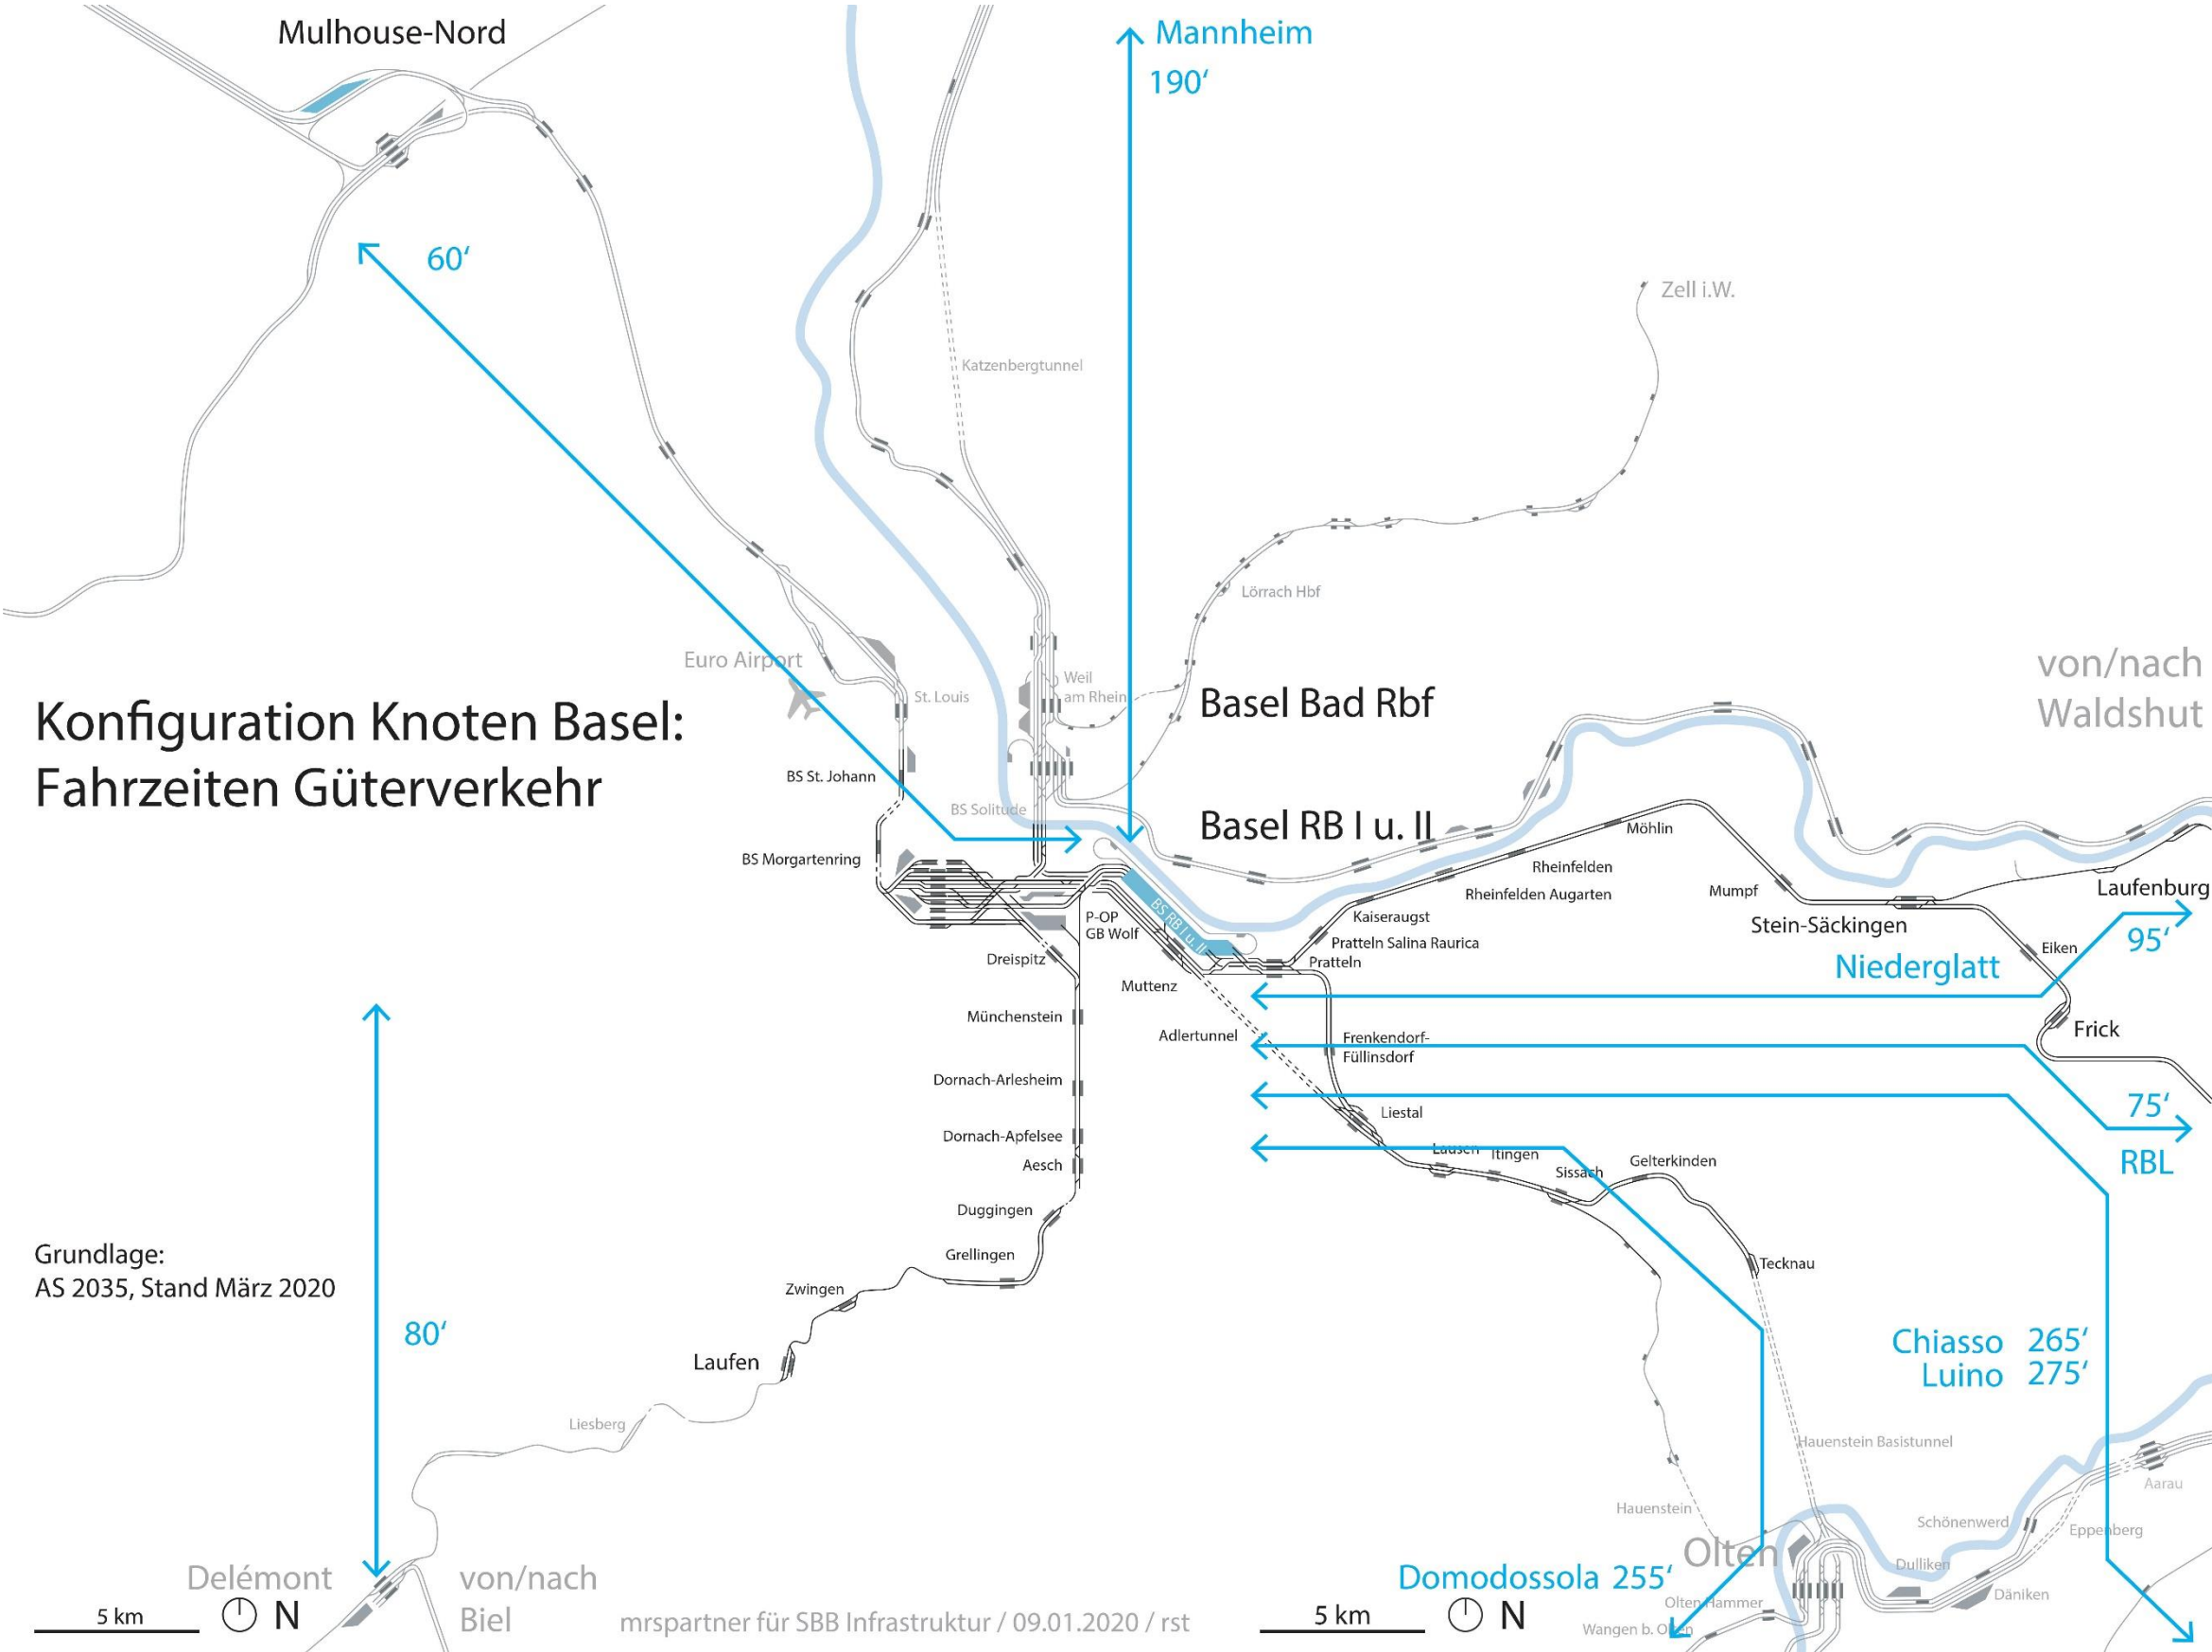 Mulhouse-Nord
Mannheim
190‘
60‘
Zell i.W.
Katzenbergtunnel
Lörrach Hbf
Euro Airport
St. Louis
Weil
am Rhein
Basel Bad Rbf
von/nach
Waldshut
Konfiguration Knoten Basel:
Fahrzeiten Güterverkehr
BS St. Johann
BS Solitude
Basel RB I u. II
Möhlin
BS Morgartenring
Rheinfelden
Rheinfelden Augarten
Mumpf
Laufenburg
BS RB I u. II
P-OP
GB Wolf
Kaiseraugst
Stein-Säckingen
Pratteln Salina Raurica
Eiken
95‘
Dreispitz
Pratteln
Niederglatt
Muttenz
Münchenstein
Adlertunnel
Frenkendorf-
Füllinsdorf
Frick
Dornach-Arlesheim
Liestal
75‘
Dornach-Apfelsee
Lausen
Itingen
Gelterkinden
RBL
Aesch
Sissach
Duggingen
Grellingen
Tecknau
Grundlage:
AS 2035, Stand März 2020
Zwingen
80‘
Chiasso 265‘
Luino 275‘
Laufen
Liesberg
Hauenstein Basistunnel
Aarau
Hauenstein
Schönenwerd
Eppenberg
Olten
Dulliken
Däniken
Delémont
von/nach
Biel
Domodossola 255‘
Olten Hammer
Wangen b. Olten
5 km
N
mrspartner für SBB Infrastruktur / 09.01.2020 / rst
5 km
N